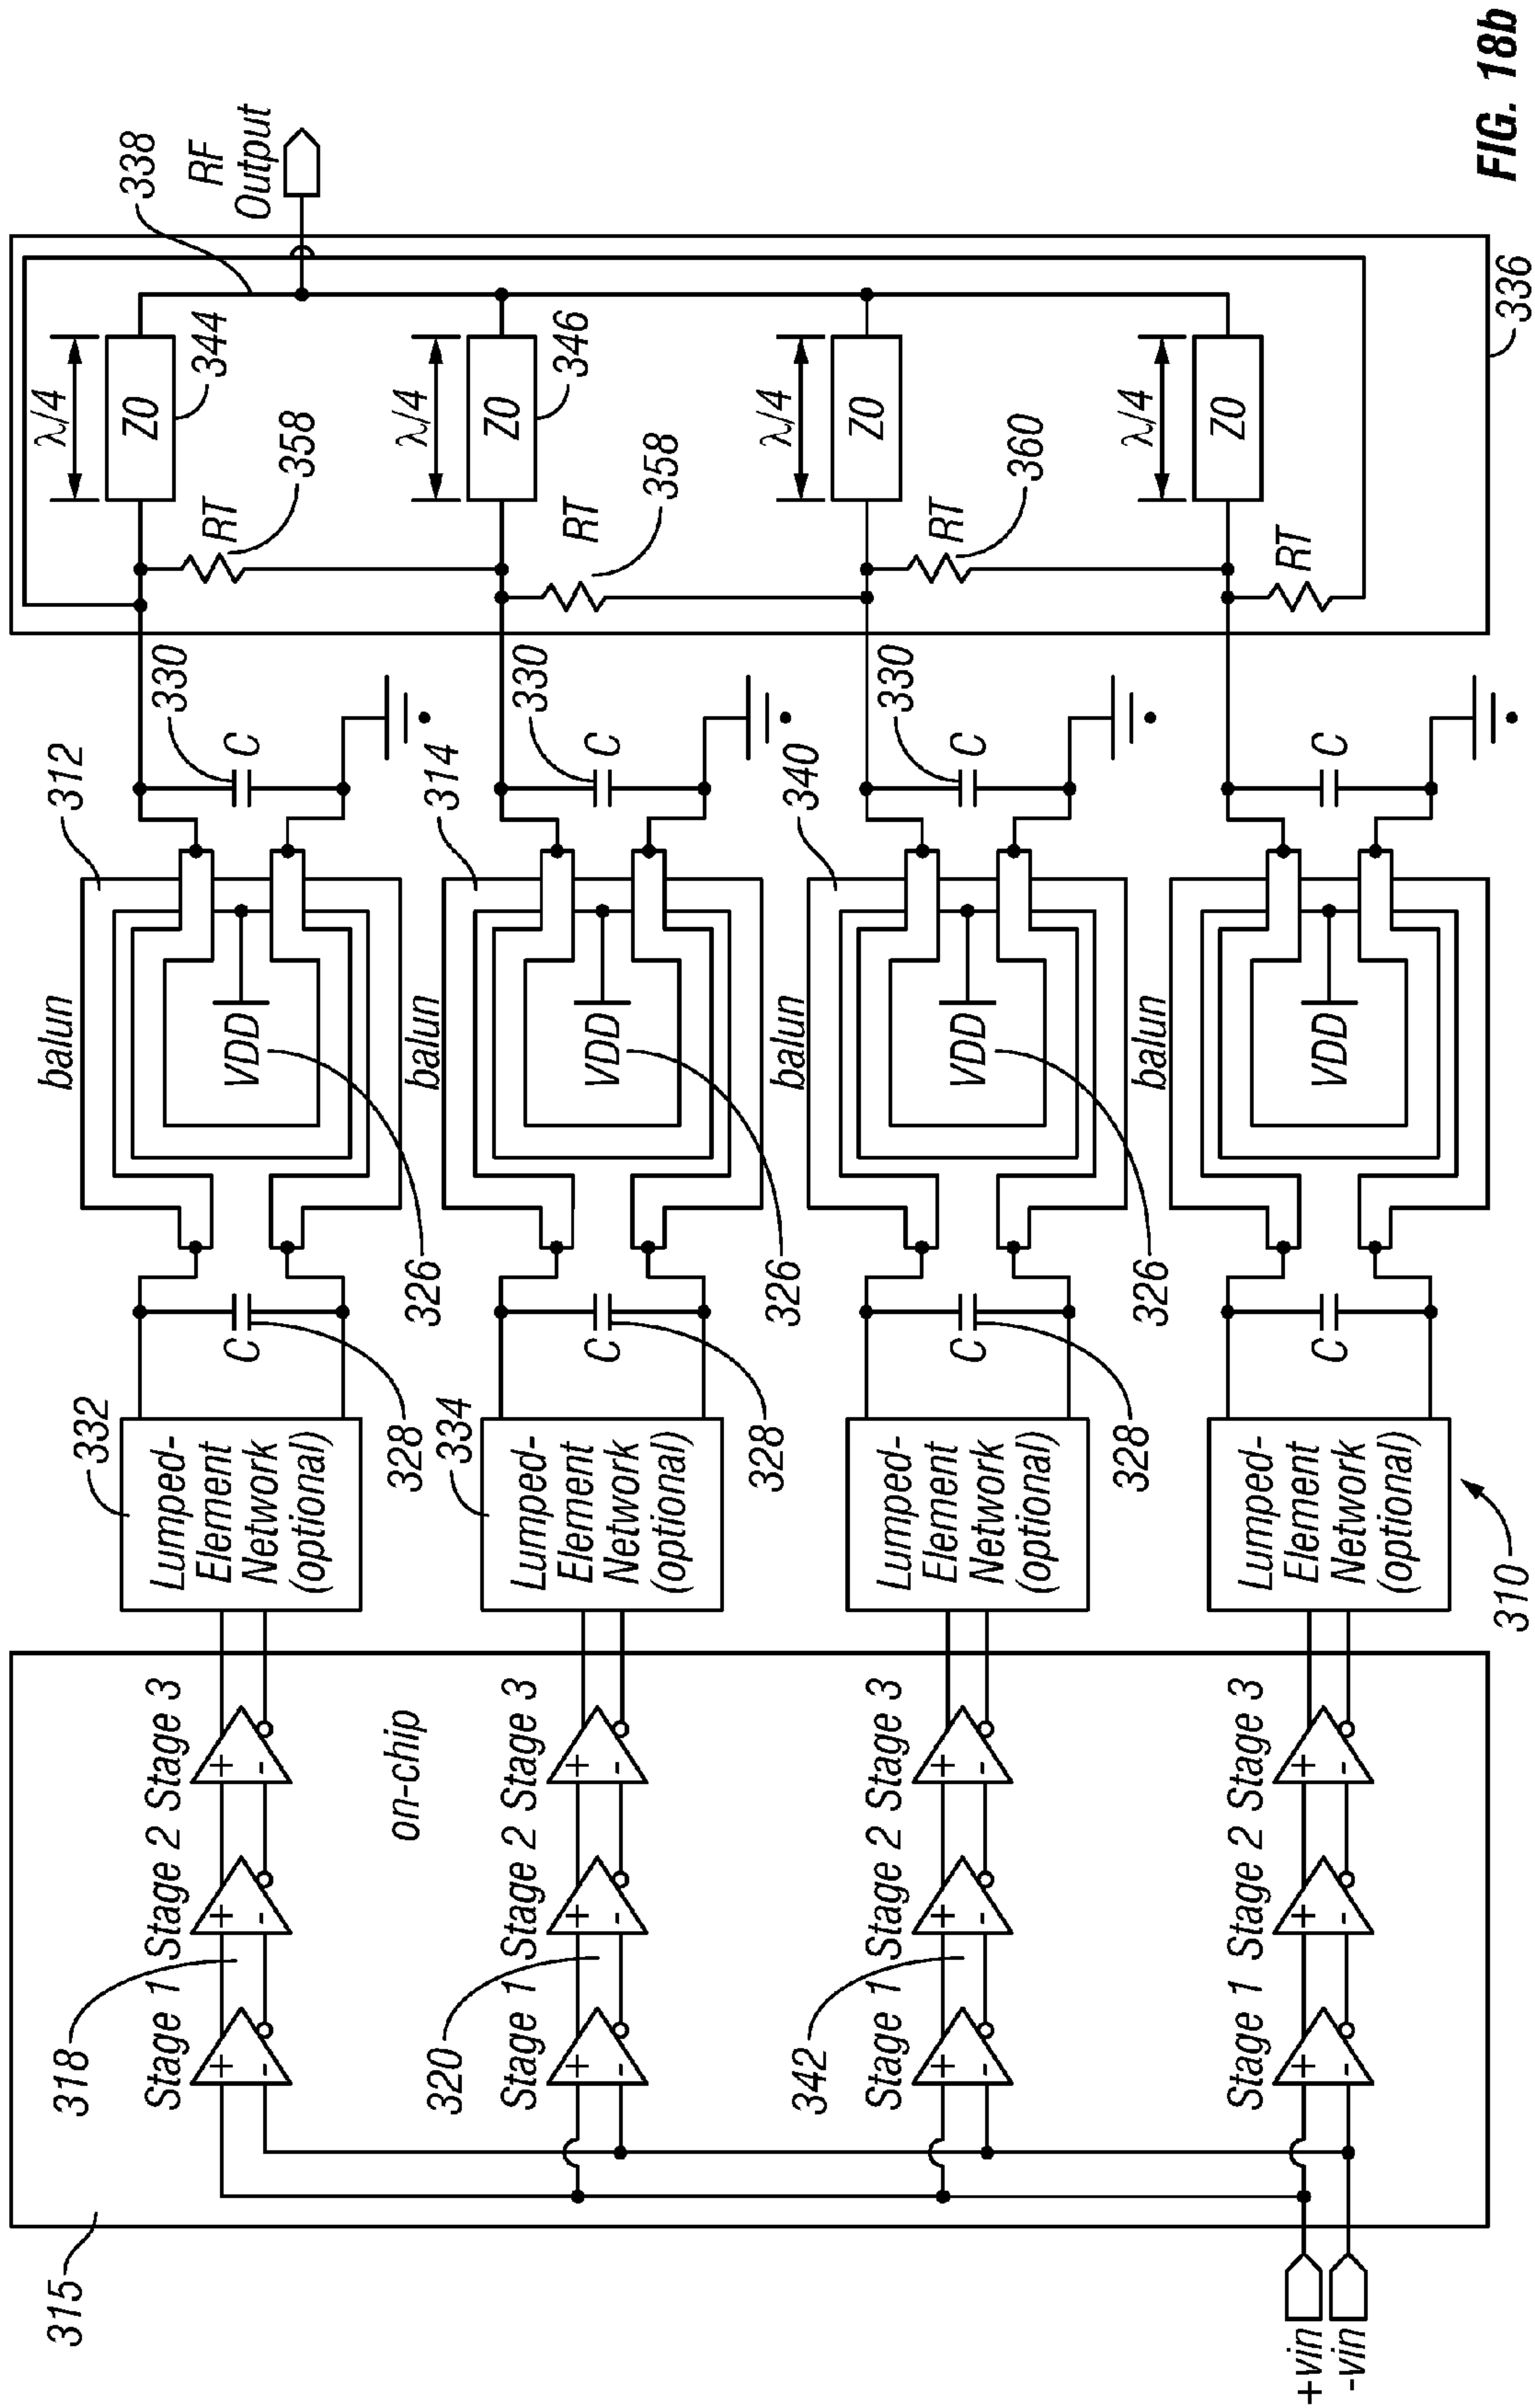 315
318
Stage 1 Stage 2 Stage 3
on-chip
320
Stage 1 Stage 2 Stage 3
342
Stage 1 Stage 2 Stage 3
Stage 1 Stage 2 Stage 3
+vin
-vin
+
-
+
-
+
-
+
-
+
-
+
-
+
-
+
-
+
-
+
-
+
-
+
-
332
Lumped-
Element
Network
(optional)
328
334
Lumped-
Element
Network
(optional)
328
Lumped-
Element
Network
(optional)
328
Lumped-
Element
Network
(optional)
310
C
C
C
C
balun
312
VDD
326
balun
314
VDD
326
balun
340
VDD
326
balun
VDD
330
C
330
C
330
C
C
λ/4
Z0
344
RT
358
λ/4
Z0
346
RT
358
λ/4
Z0
RT
360
λ/4
Z0
RT
338
RF
Output
336
FIG. 18b